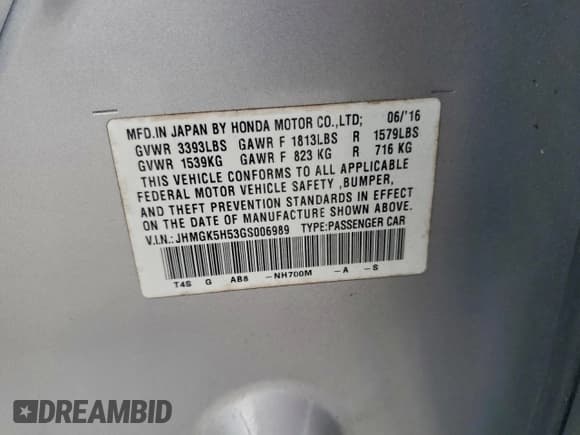 MFD.IN JAPAN BY HONDA MOTOR CO.,LTD; 06/'16
GVWR 3393LBS GAWR F 1813LBS R 1579LBS
GVWR 1539KG GAWR F 823 KG R 716 KG
THIS VEHICLE CONFORMS TO ALL APPLICABLE
FEDERAL MOTOR VEHICLE SAFETY ,BUMPER,
AND THEFT PREVENTION STANDARDS IN EFFECT
ON THE DATE OF MANUFACTURE SHOWN ABOVE.
V.I.N.: JHMGK5H53GS006989 TYPE:PASSENGER CAR
T4S G AB8 -NH700M -A -S
DREAMBID